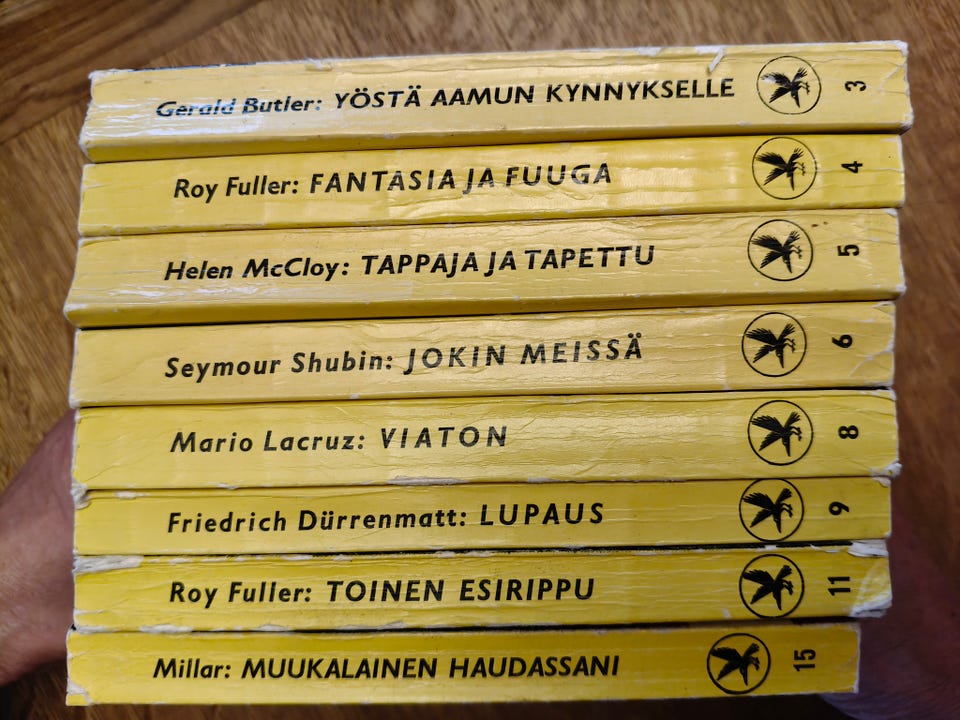 Gerald Butler: YÖSTÄ AAMUN KYNNYKSELLE 3
Roy Fuller: FANTASIA JA FUUGA 4
Helen McCloy: TAPPAJA JA TAPETTU 5
Seymour Shubin: JOKIN MEISSÄ 6
Mario Lacruz: VIATON 8
Friedrich Dürrenmatt: LUPAUS 9
Roy Fuller: TOINEN ESIRIPPU 11
Millar: MUUKALAINEN HAUDASSANI 15